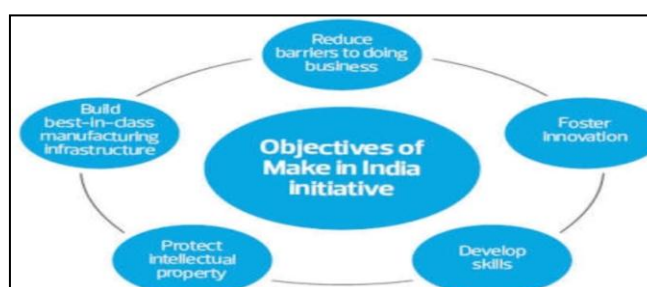 Reduce
barriers to doing
business
Build
best-in-class
manufacturing
infrastructure
Foster
innovation
Objectives of
Make in India
initiative
Protect
intellectual
property
Develop
skills